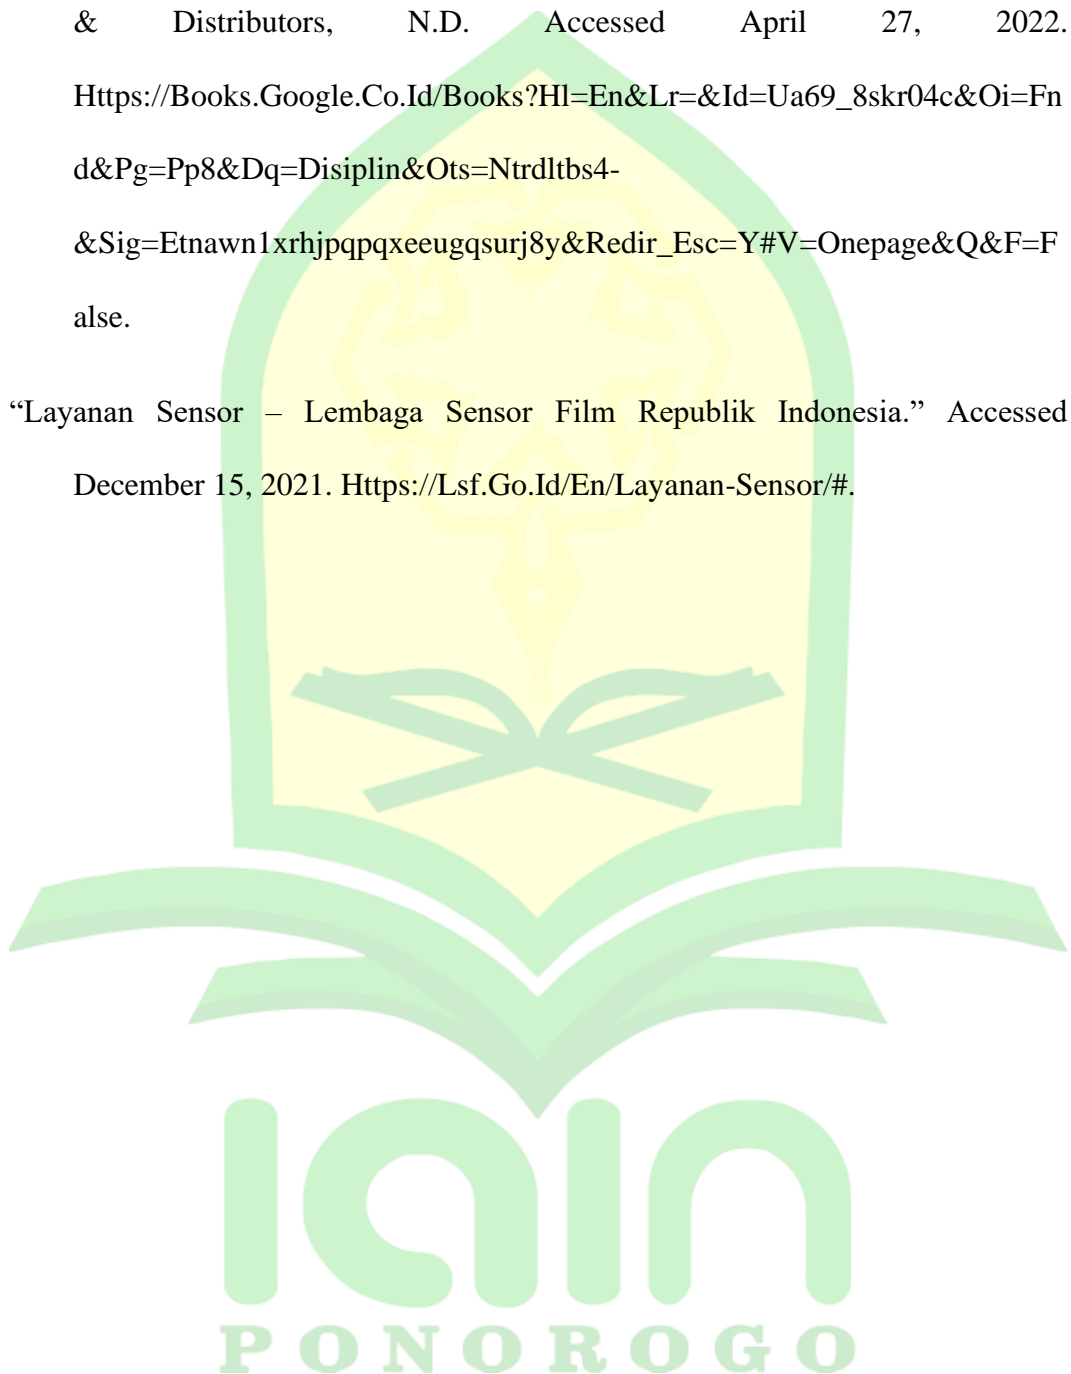 & Distributors, N.D. Accessed April 27, 2022.
Https://Books.Google.Co.Id/Books?Hl=En&Lr=&Id=Ua69_8skr04c&Oi=Fn
d&Pg=Pp8&Dq=Disiplin&Ots=Ntrdltbs4-
&Sig=Etnawn1xrhjpqpqxeeugqsurj8y&Redir_Esc=Y#V=Onepage&Q&F=F
alse.
“Layanan Sensor – Lembaga Sensor Film Republik Indonesia.” Accessed
December 15, 2021. Https://Lsf.Go.Id/En/Layanan-Sensor/#.
iain
PONOROGO